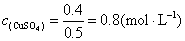 c₍CuSO₄₎ = 0.4/0.5 = 0.8(mol·L⁻¹)